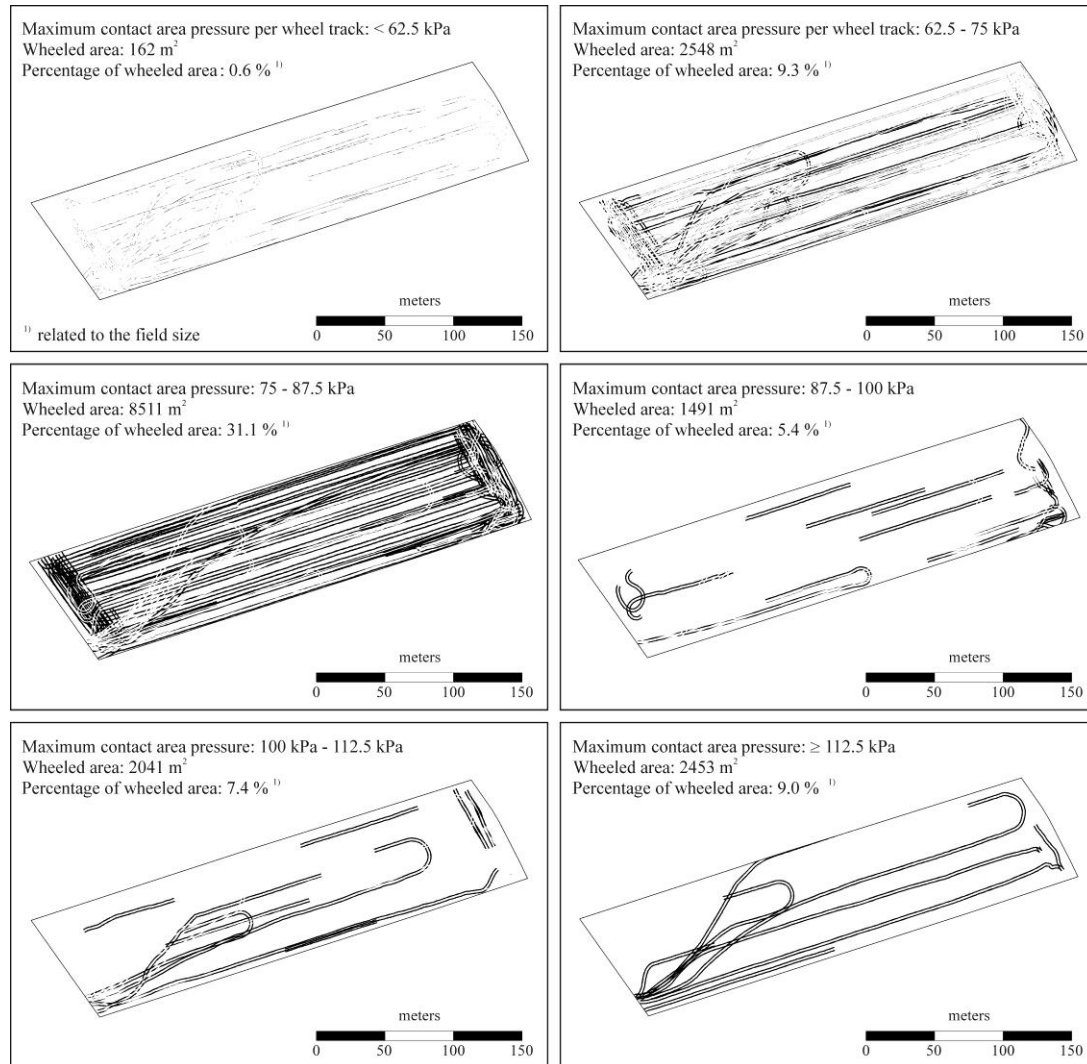 Maximum contact area pressure per wheel track: < 62.5 kPa
Wheeled area: 162 m²
Percentage of wheeled area: 0.6 % ¹⁾
meters
0 50 100 150
¹⁾ related to the field size
Maximum contact area pressure per wheel track: 62.5 - 75 kPa
Wheeled area: 2548 m²
Percentage of wheeled area: 9.3 % ¹⁾
meters
0 50 100 150
Maximum contact area pressure: 75 - 87.5 kPa
Wheeled area: 8511 m²
Percentage of wheeled area: 31.1 % ¹⁾
meters
0 50 100 150
Maximum contact area pressure: 87.5 - 100 kPa
Wheeled area: 1491 m²
Percentage of wheeled area: 5.4 % ¹⁾
meters
0 50 100 150
Maximum contact area pressure: 100 kPa - 112.5 kPa
Wheeled area: 2041 m²
Percentage of wheeled area: 7.4 % ¹⁾
meters
0 50 100 150
Maximum contact area pressure: ≥ 112.5 kPa
Wheeled area: 2453 m²
Percentage of wheeled area: 9.0 % ¹⁾
meters
0 50 100 150